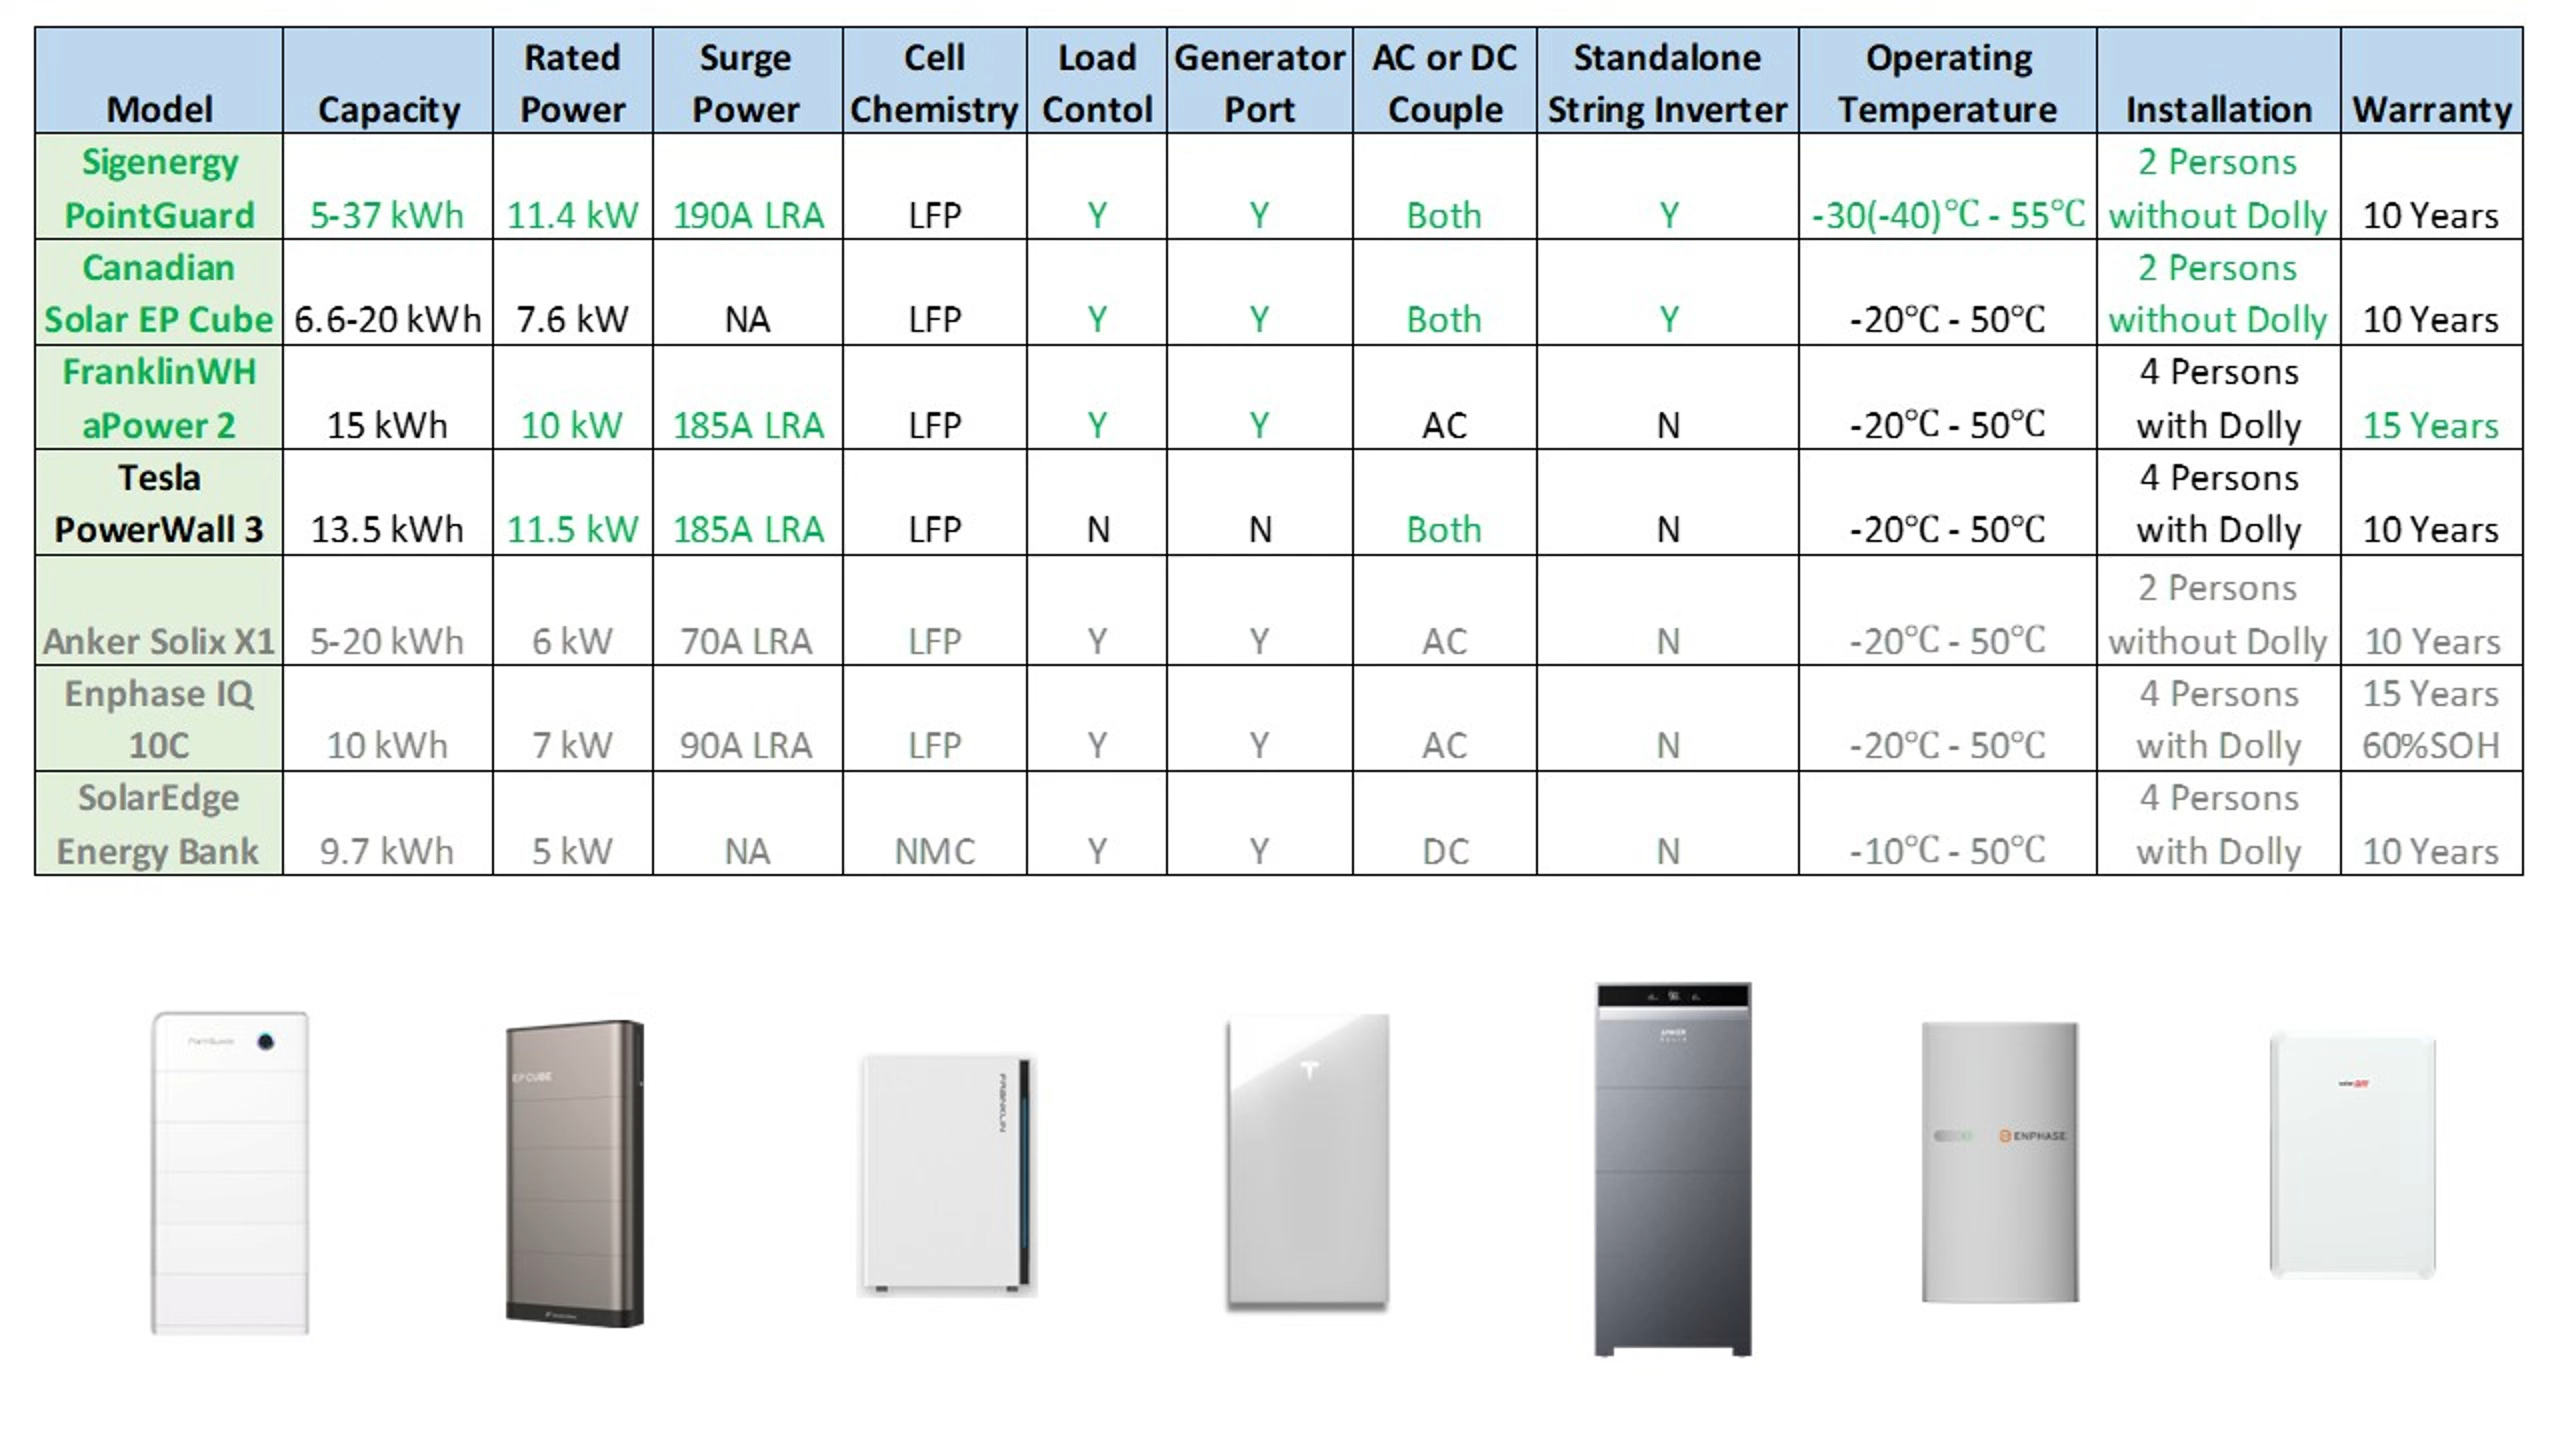 Model Capacity Rated Power Surge Power Cell Chemistry Load Contol Generator Port AC or DC Couple Standalone String Inverter Operating Temperature Installation Warranty
Sigenergy PointGuard 5-37 kWh 11.4 kW 190A LRA LFP Y Y Both Y -30(-40)°C - 55°C 2 Persons without Dolly 10 Years
Canadian Solar EP Cube 6.6-20 kWh 7.6 kW NA LFP Y Y Both Y -20°C - 50°C 2 Persons without Dolly 10 Years
FranklinWH aPower 2 15 kWh 10 kW 185A LRA LFP Y Y AC N -20°C - 50°C 4 Persons with Dolly 15 Years
Tesla PowerWall 3 13.5 kWh 11.5 kW 185A LRA LFP N N Both N -20°C - 50°C 4 Persons with Dolly 10 Years
Anker Solix X1 5-20 kWh 6 kW 70A LRA LFP Y Y AC N -20°C - 50°C 2 Persons without Dolly 10 Years
Enphase IQ 10C 10 kWh 7 kW 90A LRA LFP Y Y AC N -20°C - 50°C 4 Persons with Dolly 15 Years 60%SOH
SolarEdge Energy Bank 9.7 kWh 5 kW NA NMC Y Y DC N -10°C - 50°C 4 Persons with Dolly 10 Years
PointGuard
EP CUBE
FRANKLIN
ANKER
SOLIX
ENPHASE
solar